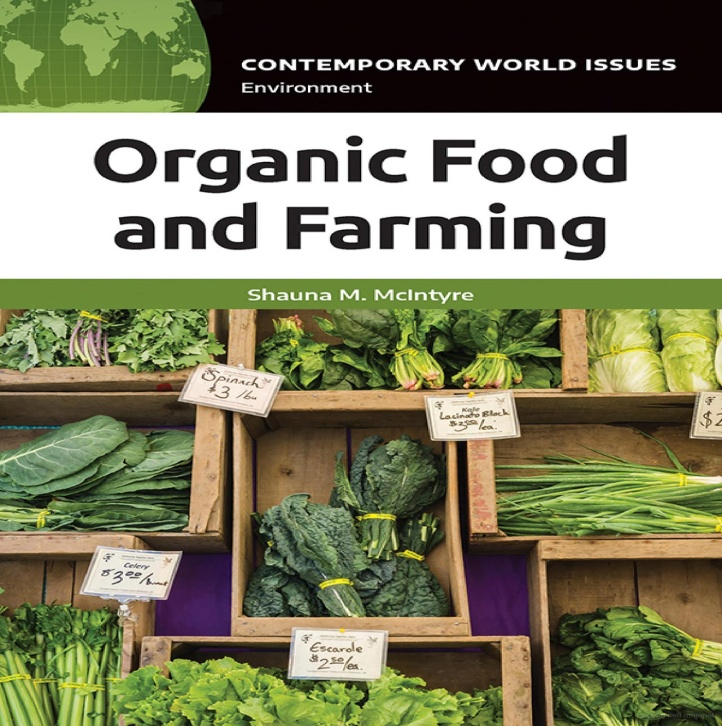 CONTEMPORARY WORLD ISSUES
Environment
Organic Food
and Farming
Shauna M. McIntyre
Spinach
$3/bu
Kale
Lacinato Black
$2.50/ea.
Celery
$3.00/Bunch
Escarole
$2.50/ea.